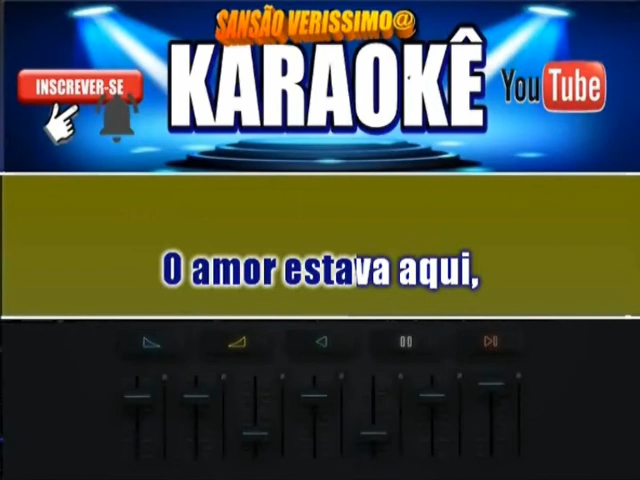 SANSÃO VERISSIMO@
KARAOKÊ
INSCREVER-SE
YouTube
O amor estava aqui,